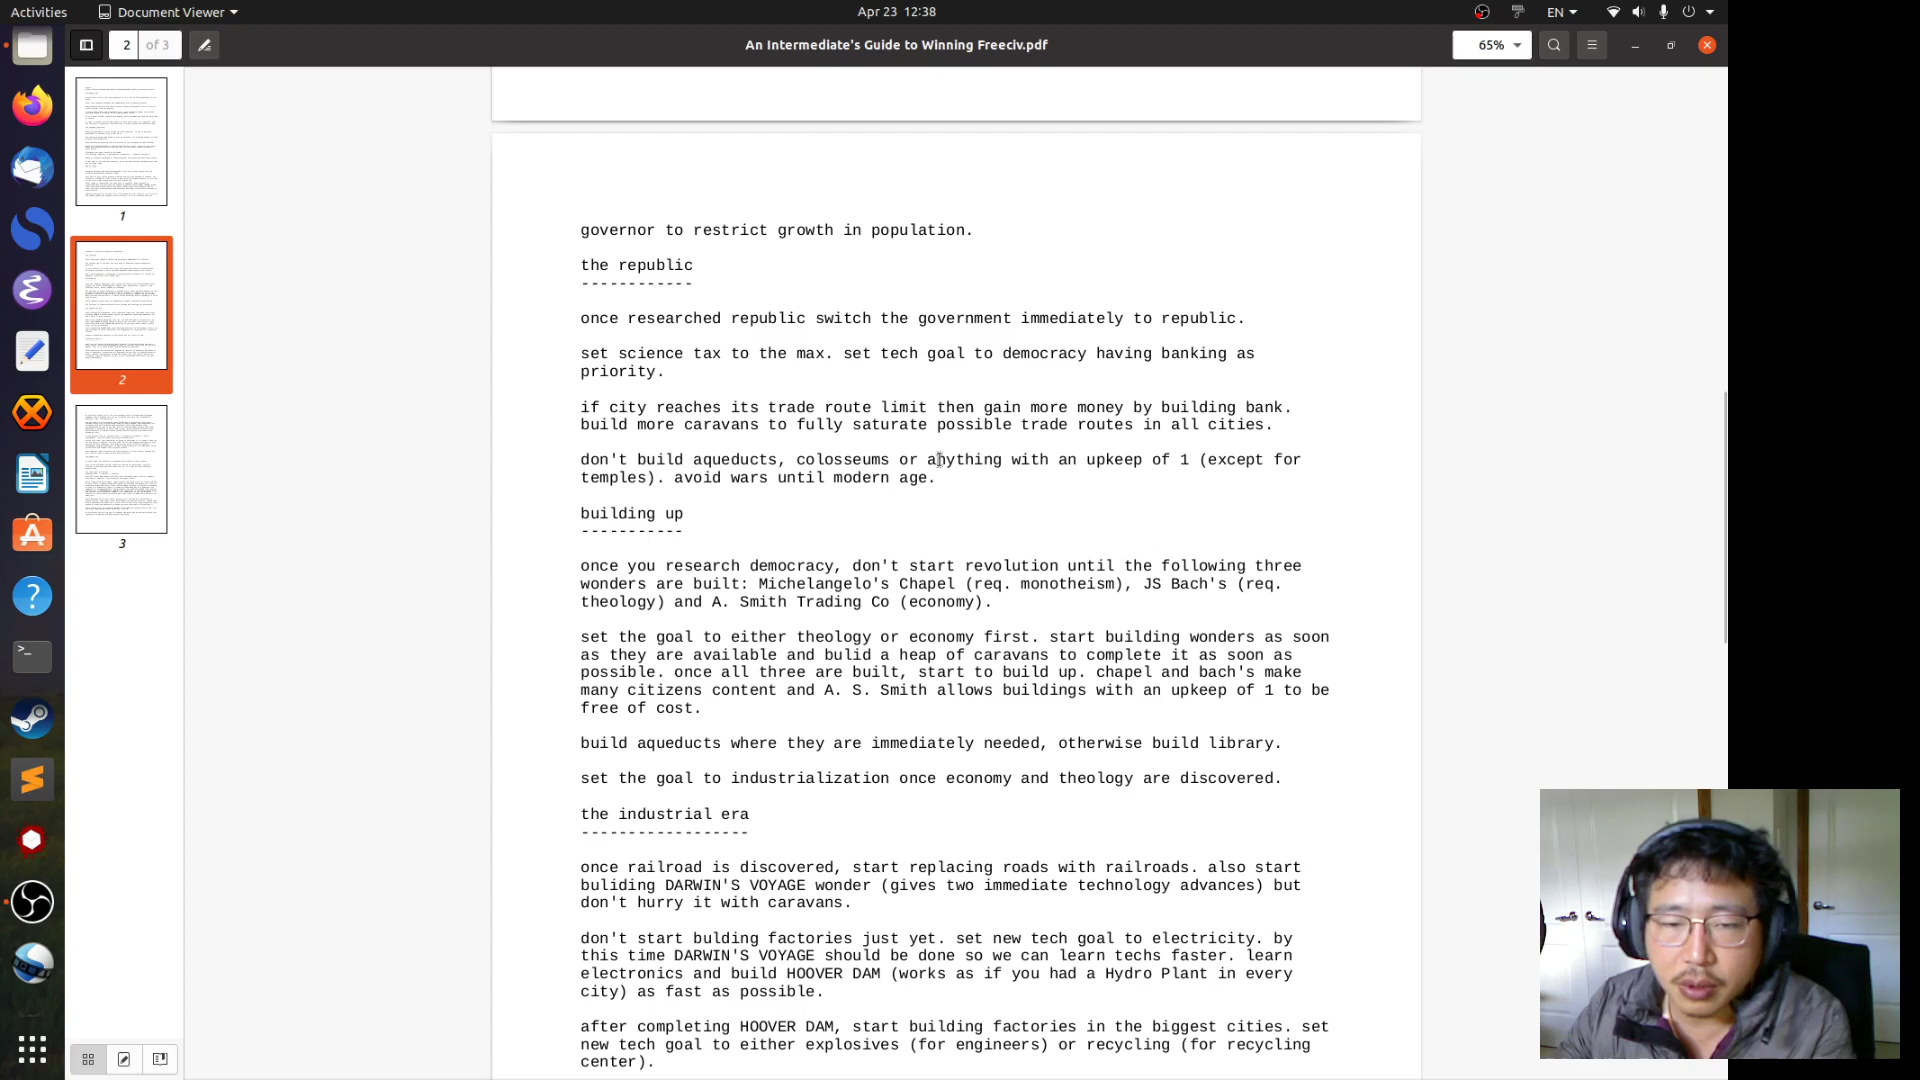 Activities
Document Viewer
Apr 23 12:38
EN
2
of 3
An Intermediate's Guide to Winning Freeciv.pdf
65%
1
2
3
governor to restrict growth in population.
the republic
------------
once researched republic switch the government immediately to republic.
set science tax to the max. set tech goal to democracy having banking as
priority.
if city reaches its trade route limit then gain more money by building bank.
build more caravans to fully saturate possible trade routes in all cities.
don't build aqueducts, colosseums or anything with an upkeep of 1 (except for
temples). avoid wars until modern age.
building up
-----------
once you research democracy, don't start revolution until the following three
wonders are built: Michelangelo's Chapel (req. monotheism), JS Bach's (req.
theology) and A. Smith Trading Co (economy).
set the goal to either theology or economy first. start building wonders as soon
as they are available and bulid a heap of caravans to complete it as soon as
possible. once all three are built, start to build up. chapel and bach's make
many citizens content and A. S. Smith allows buildings with an upkeep of 1 to be
free of cost.
build aqueducts where they are immediately needed, otherwise build library.
set the goal to industrialization once economy and theology are discovered.
the industrial era
------------------
once railroad is discovered, start replacing roads with railroads. also start
buliding DARWIN'S VOYAGE wonder (gives two immediate technology advances) but
don't hurry it with caravans.
don't start bulding factories just yet. set new tech goal to electricity. by
this time DARWIN'S VOYAGE should be done so we can learn techs faster. learn
electronics and build HOOVER DAM (works as if you had a Hydro Plant in every
city) as fast as possible.
after completing HOOVER DAM, start building factories in the biggest cities. set
new tech goal to either explosives (for engineers) or recycling (for recycling
center).